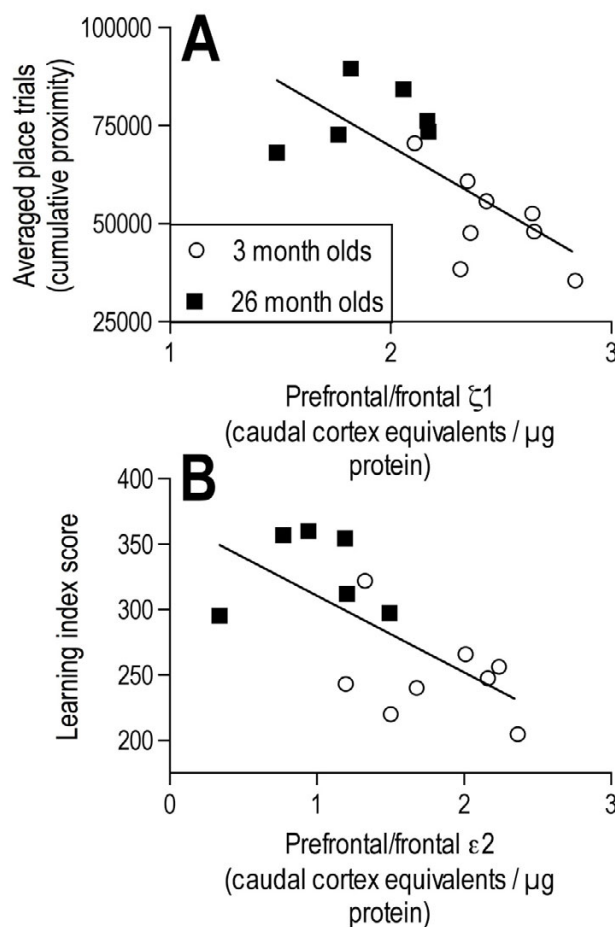 A
100000
75000
50000
25000
Averaged place trials
(cumulative proximity)
○ 3 month olds
■ 26 month olds
1 2 3
Prefrontal/frontal ζ1
(caudal cortex equivalents / µg
protein)
B
400
350
300
250
200
Learning index score
0 1 2 3
Prefrontal/frontal ε2
(caudal cortex equivalents / µg
protein)